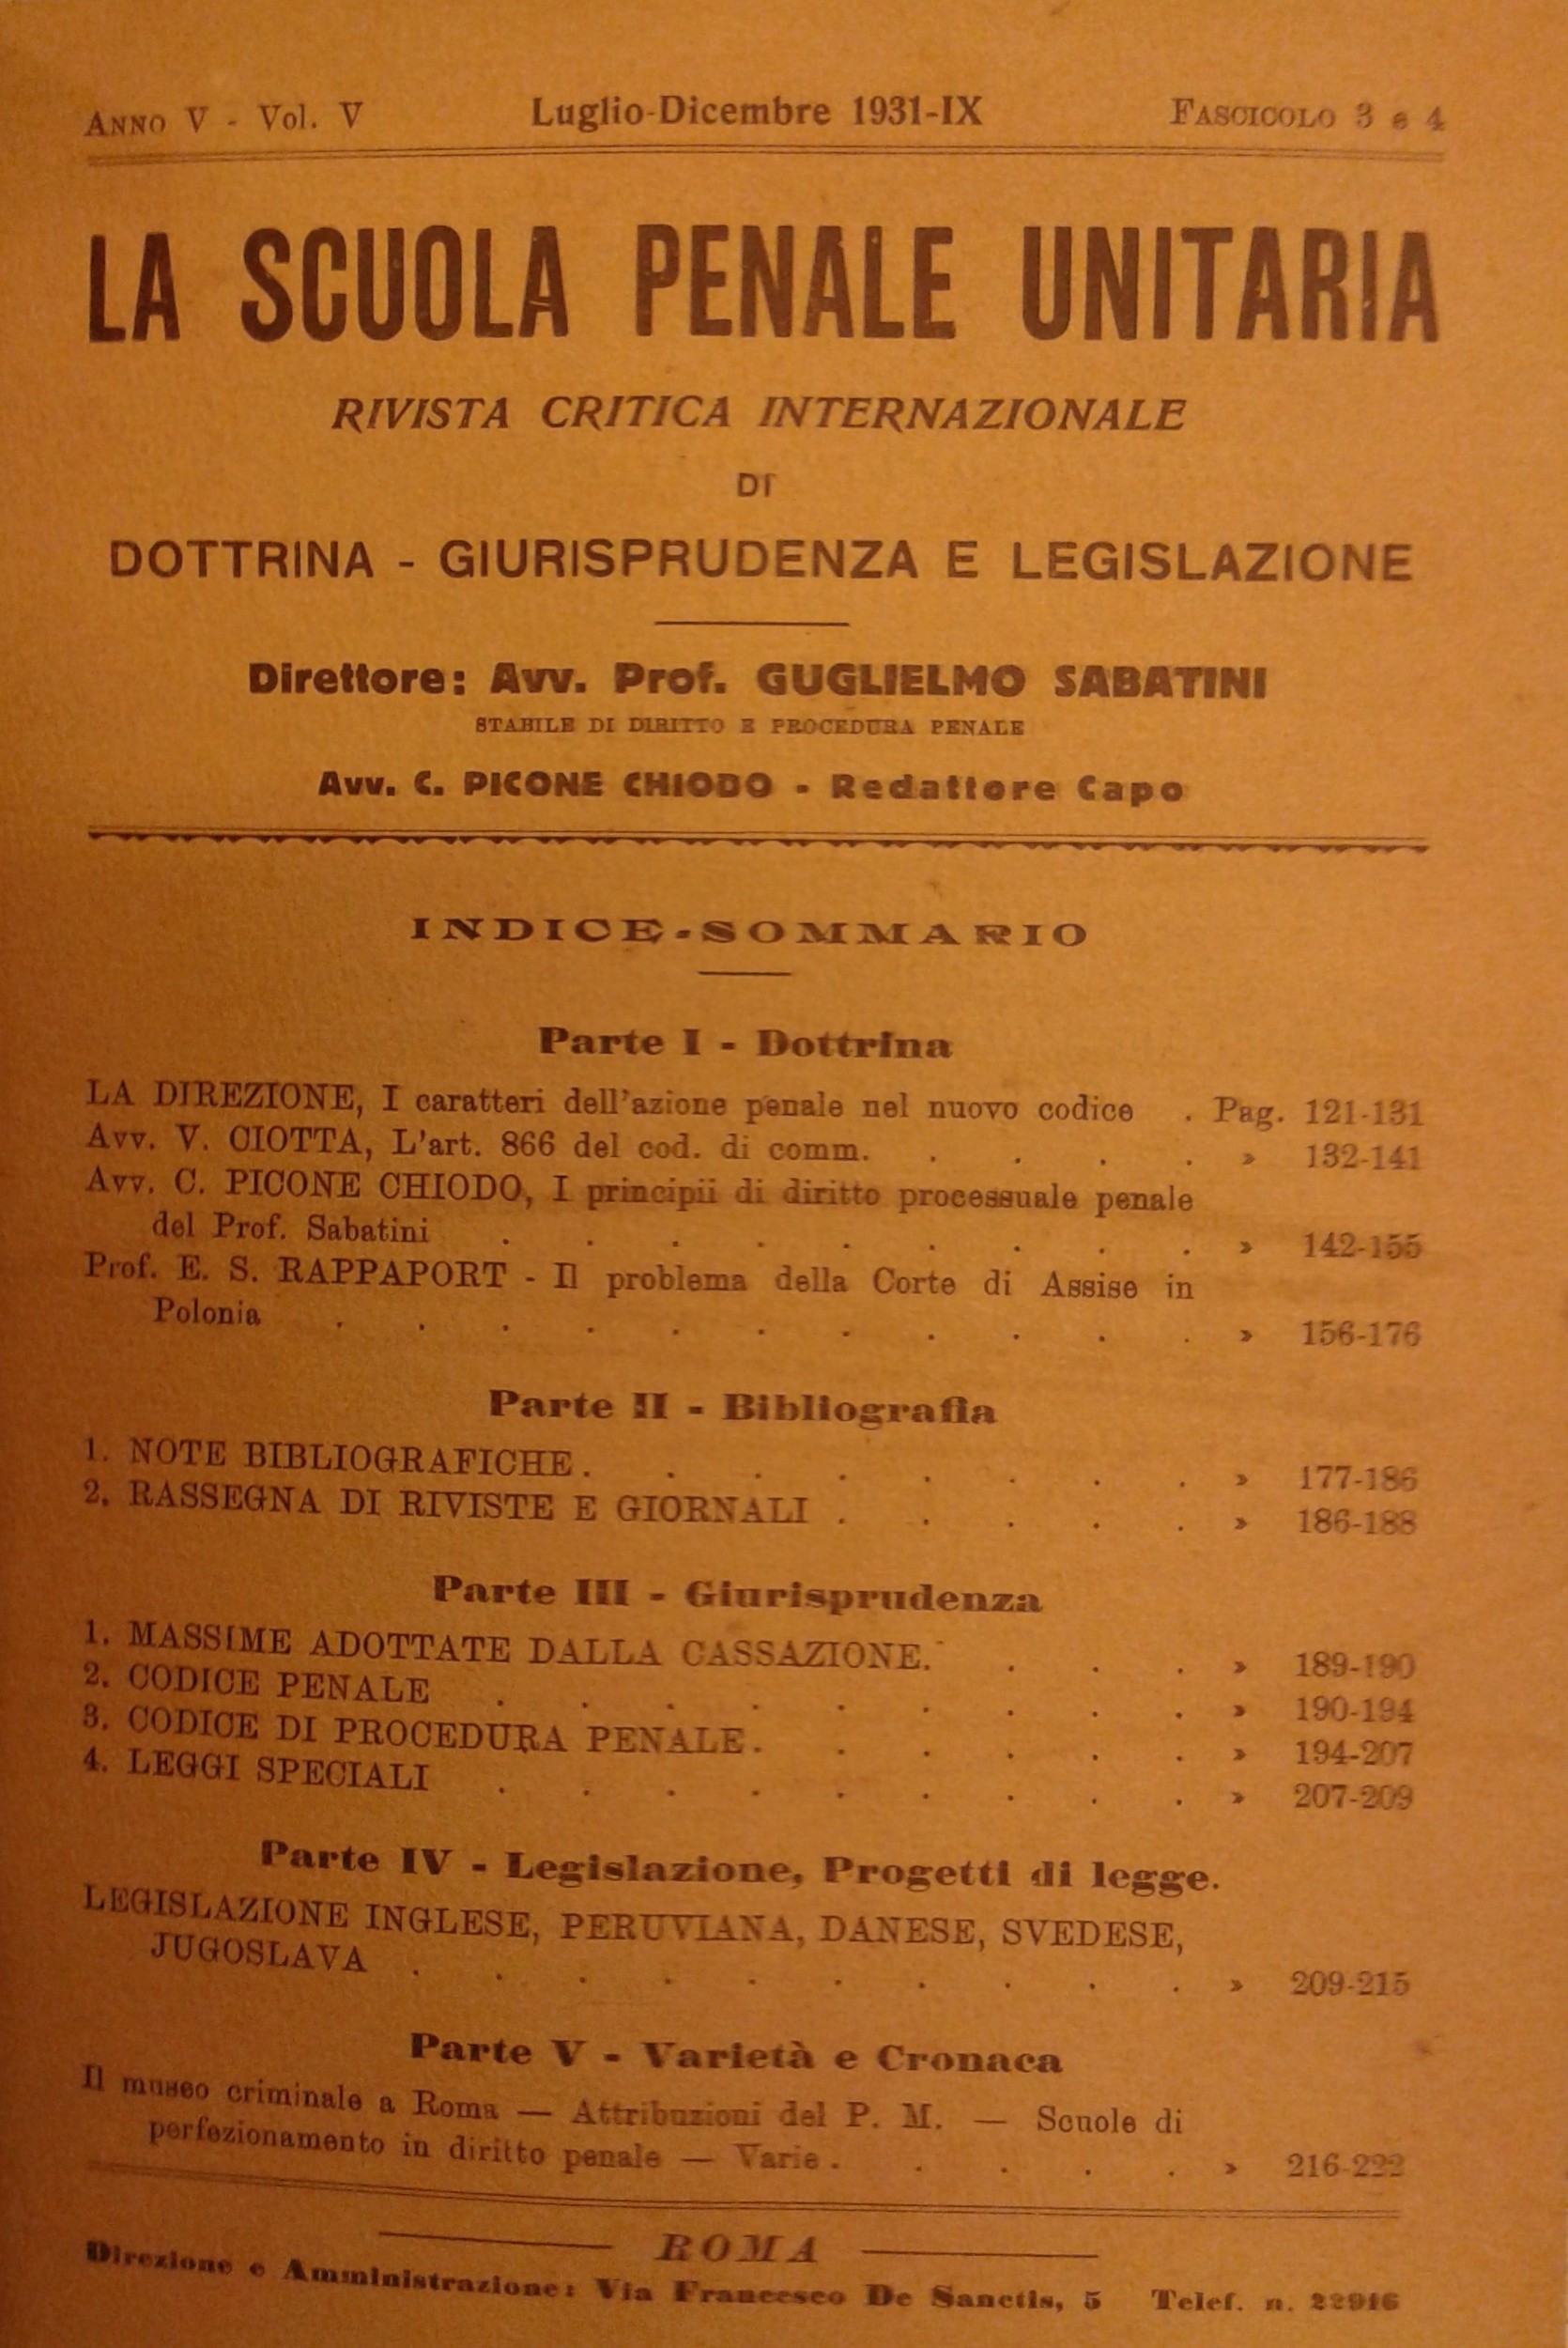 ANNO V - Vol. V Luglio-Dicembre 1931-IX FASCICOLO 3 e 4
LA SCUOLA PENALE UNITARIA
RIVISTA CRITICA INTERNAZIONALE
DI
DOTTRINA - GIURISPRUDENZA E LEGISLAZIONE
Direttore: Avv. Prof. GUGLIELMO SABATINI
STABILE DI DIRITTO E PROCEDURA PENALE
Avv. C. PICONE CHIODO - Redattore Capo
INDICE-SOMMARIO
Parte I - Dottrina
LA DIREZIONE, I caratteri dell'azione penale nel nuovo codice . Pag. 121-131
Avv. V. CIOTTA, L'art. 866 del cod. di comm. . . . . » 132-141
Avv. C. PICONE CHIODO, I principii di diritto processuale penale
del Prof. Sabatini . . . . . . . . . » 142-155
Prof. E. S. RAPPAPORT - Il problema della Corte di Assise in
Polonia . . . . . . . . . . . » 156-176
Parte II - Bibliografia
1. NOTE BIBLIOGRAFICHE . . . . . . . . » 177-186
2. RASSEGNA DI RIVISTE E GIORNALI . . . . . » 186-188
Parte III - Giurisprudenza
1. MASSIME ADOTTATE DALLA CASSAZIONE. . . . » 189-190
2. CODICE PENALE . . . . . . . . . » 190-194
3. CODICE DI PROCEDURA PENALE . . . . . . » 194-207
4. LEGGI SPECIALI . . . . . . . . . » 207-209
Parte IV - Legislazione, Progetti di legge.
LEGISLAZIONE INGLESE, PERUVIANA, DANESE, SVEDESE,
JUGOSLAVA . . . . . . . . . . » 209-215
Parte V - Varietà e Cronaca
Il museo criminale a Roma — Attribuzioni del P. M. — Scuole di
perfezionamento in diritto penale — Varie . . . . . » 216-222
ROMA
Direzione e Amministrazione: Via Francesco De Sanctis, 5 Telef. n. 22916